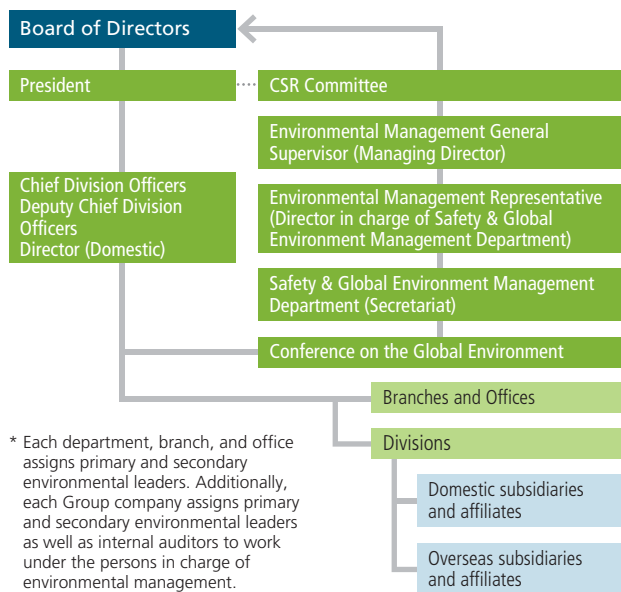 Board of Directors
President
CSR Committee
Environmental Management General
Supervisor (Managing Director)
Chief Division Officers
Deputy Chief Division
Officers
Director (Domestic)
Environmental Management Representative
(Director in charge of Safety & Global
Environment Management Department)
Safety & Global Environment Management
Department (Secretariat)
Conference on the Global Environment
Branches and Offices
Divisions
Domestic subsidiaries
and affiliates
Overseas subsidiaries
and affiliates
* Each department, branch, and office
assigns primary and secondary
environmental leaders. Additionally,
each Group company assigns primary
and secondary environmental leaders
as well as internal auditors to work
under the persons in charge of
environmental management.